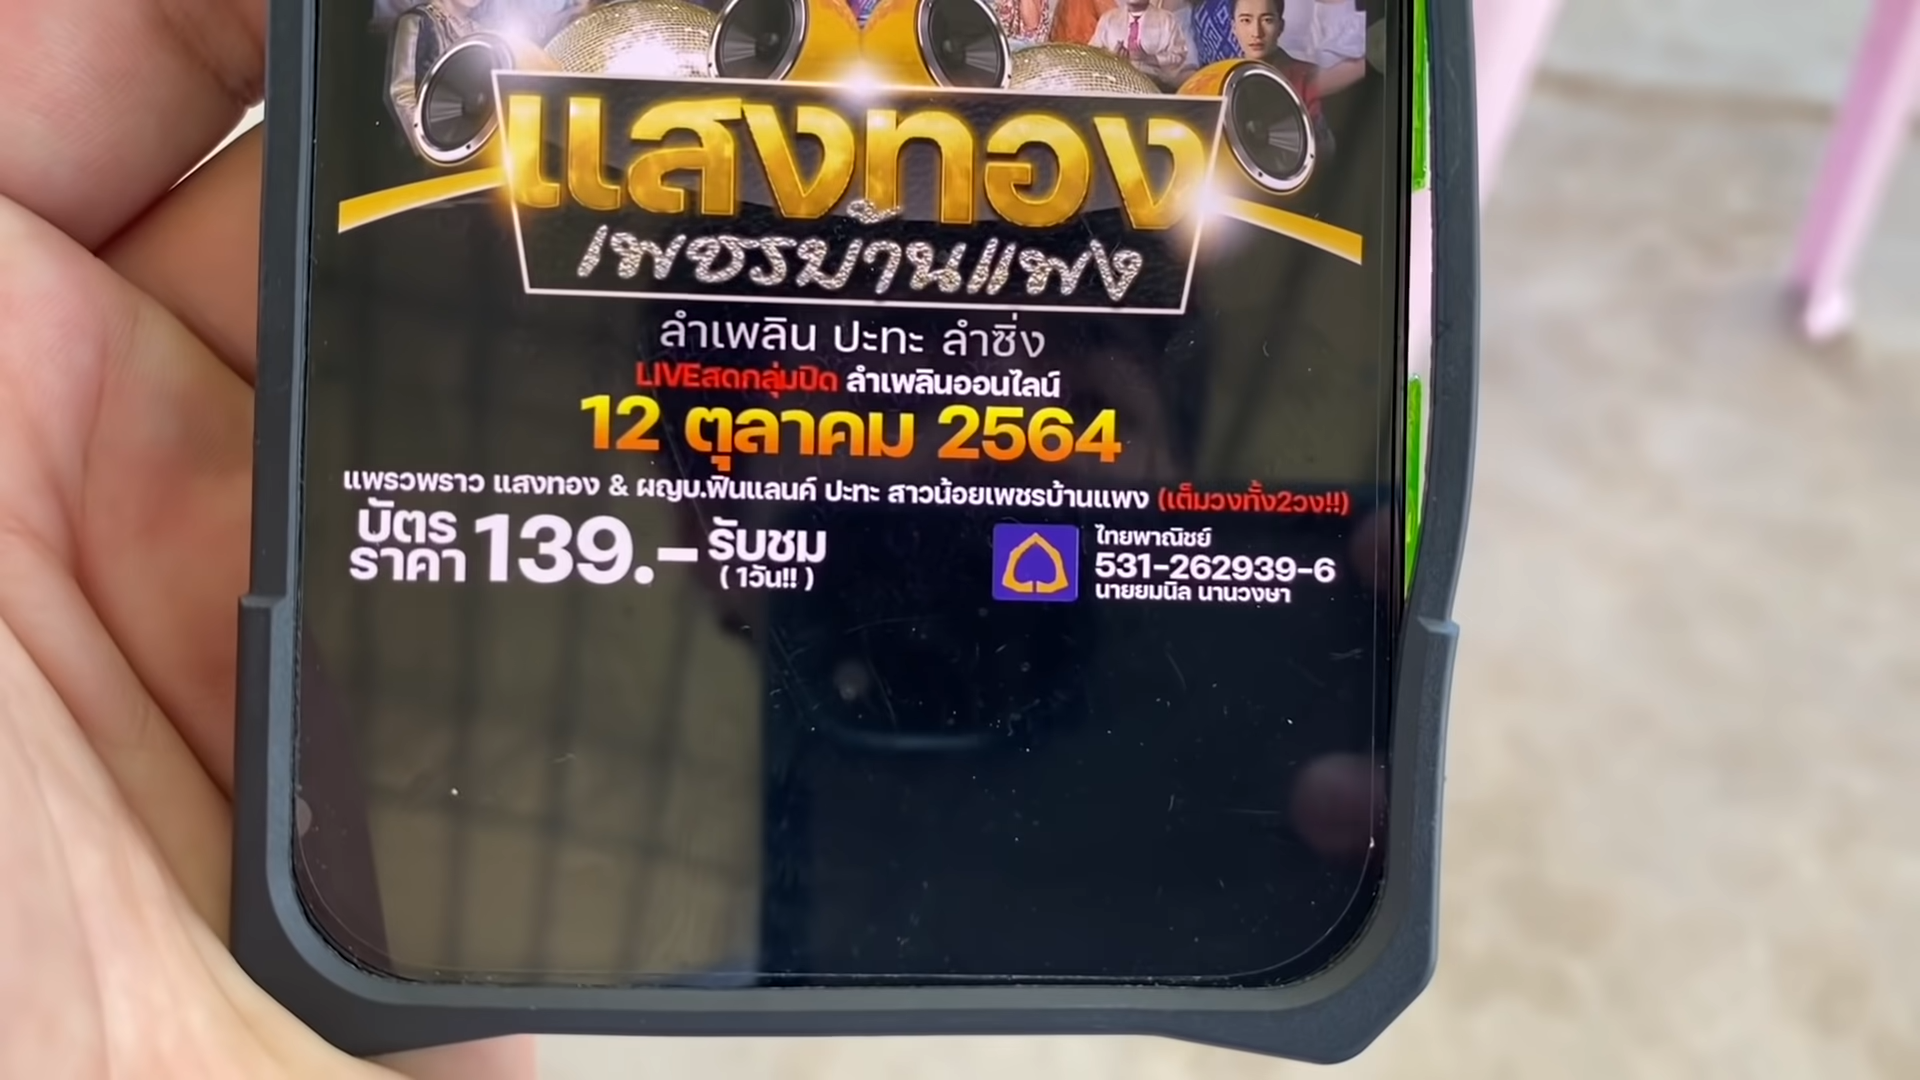 แสงทอง
เพชรบ้านแพง
ลำเพลิน ปะทะ ลำซิ่ง
LIVEสดกลุ่มปิด ลำเพลินออนไลน์
12 ตุลาคม 2564
แพรวพราว แสงทอง & ผญบ.ฟินแลนค์ ปะทะ สาวน้อยเพชรบ้านแพง (เต็มวงทั้ง2วง!!)
บัตร
ราคา 139.- รับชม
( 1วัน!! )
ไทยพาณิชย์
531-262939-6
นายยมนิล นานวงษา